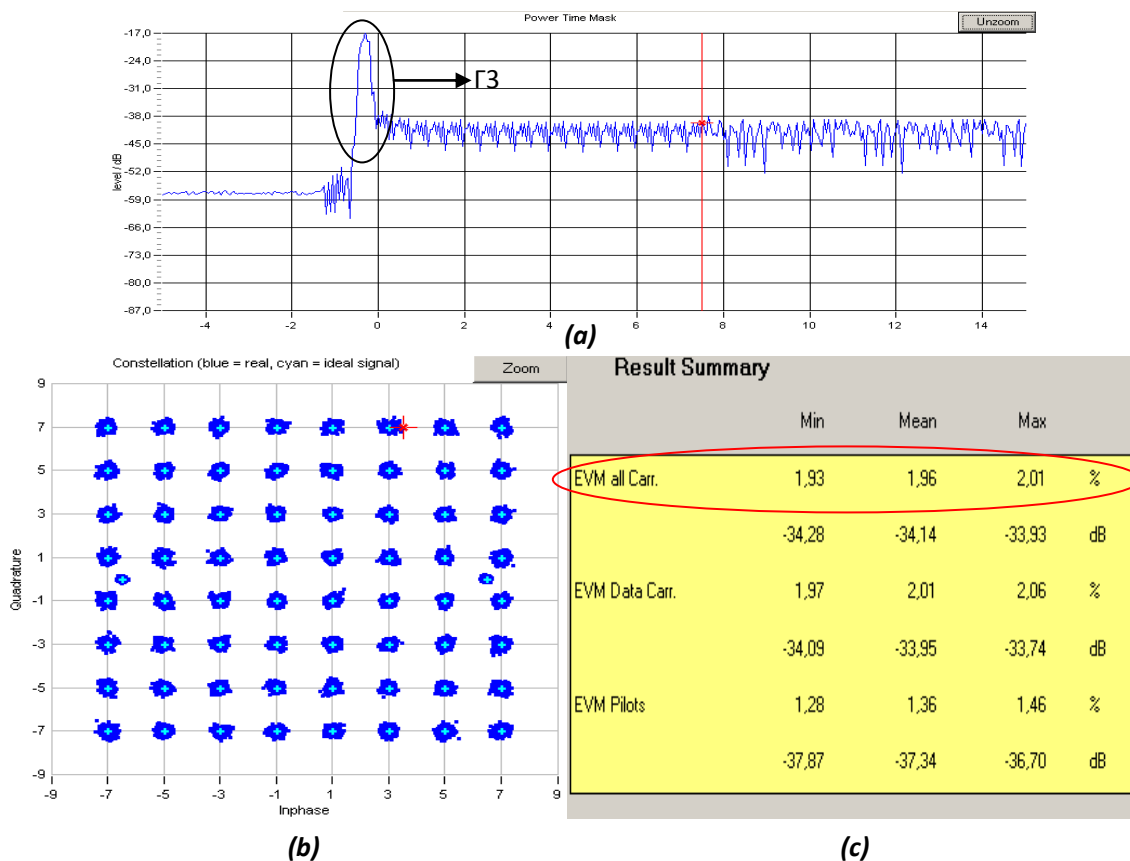 Power Time Mask
Unzoom
-17,0
-24,0
-31,0
-38,0
-45,0
-52,0
-59,0
-66,0
-73,0
-80,0
-87,0
level / dB
ГЗ
-4 -2 0 2 4 6 8 10 12 14
(a)
Constellation (blue = real, cyan = ideal signal)
Zoom
9
7
5
3
1
-1
-3
-5
-7
-9
Quadrature
-9 -7 -5 -3 -1 1 3 5 7 9
Inphase
(b)
Result Summary
Min Mean Max
EVM all Carr. 1,93 1,96 2,01 %
-34,28 -34,14 -33,93 dB
EVM Data Carr. 1,97 2,01 2,06 %
-34,09 -33,95 -33,74 dB
EVM Pilots 1,28 1,36 1,46 %
-37,87 -37,34 -36,70 dB
(c)